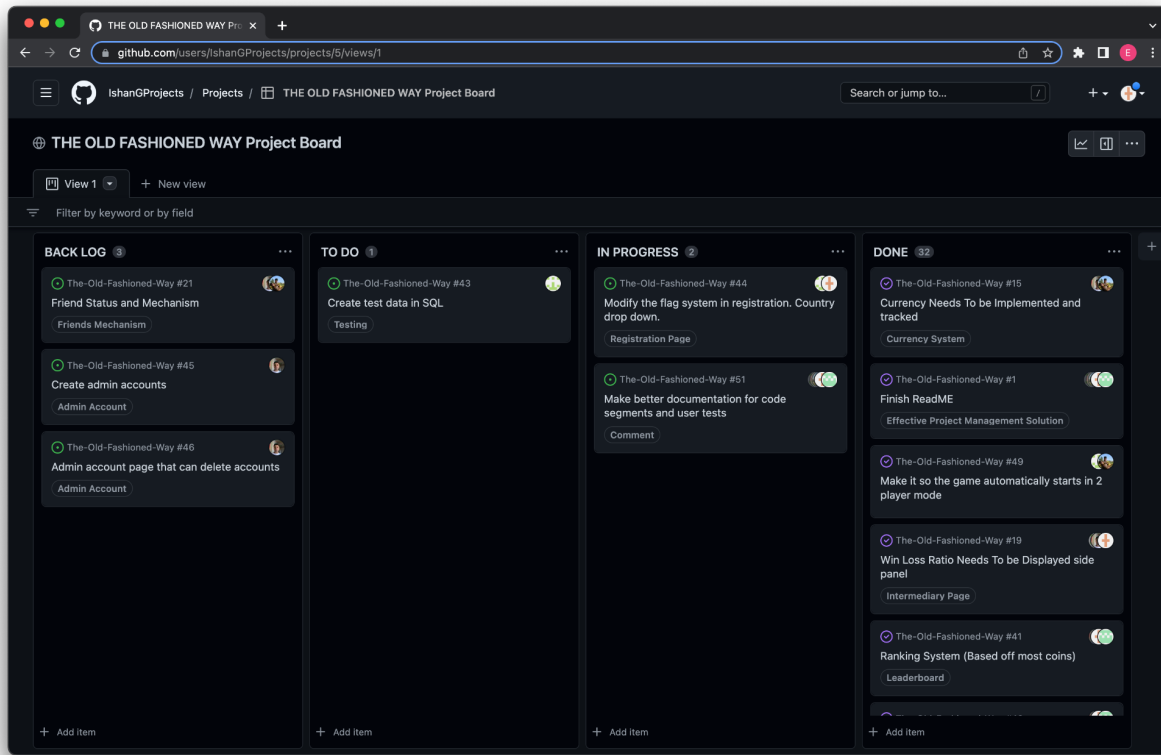 THE OLD FASHIONED WAY Pro
github.com/users/IshanGProjects/projects/5/views/1
E
IshanGProjects / Projects / THE OLD FASHIONED WAY Project Board
Search or jump to... /
THE OLD FASHIONED WAY Project Board
View 1
+ New view
Filter by keyword or by field
BACK LOG 3
The-Old-Fashioned-Way #21
Friend Status and Mechanism
Friends Mechanism
The-Old-Fashioned-Way #45
Create admin accounts
Admin Account
The-Old-Fashioned-Way #46
Admin account page that can delete accounts
Admin Account
+ Add item
TO DO 1
The-Old-Fashioned-Way #43
Create test data in SQL
Testing
+ Add item
IN PROGRESS 2
The-Old-Fashioned-Way #44
Modify the flag system in registration. Country
drop down.
Registration Page
The-Old-Fashioned-Way #51
Make better documentation for code
segments and user tests
Comment
+ Add item
DONE 32
The-Old-Fashioned-Way #15
Currency Needs To be Implemented and
tracked
Currency System
The-Old-Fashioned-Way #1
Finish ReadME
Effective Project Management Solution
The-Old-Fashioned-Way #49
Make it so the game automatically starts in 2
player mode
The-Old-Fashioned-Way #19
Win Loss Ratio Needs To be Displayed side
panel
Intermediary Page
The-Old-Fashioned-Way #41
Ranking System (Based off most coins)
Leaderboard
+ Add item